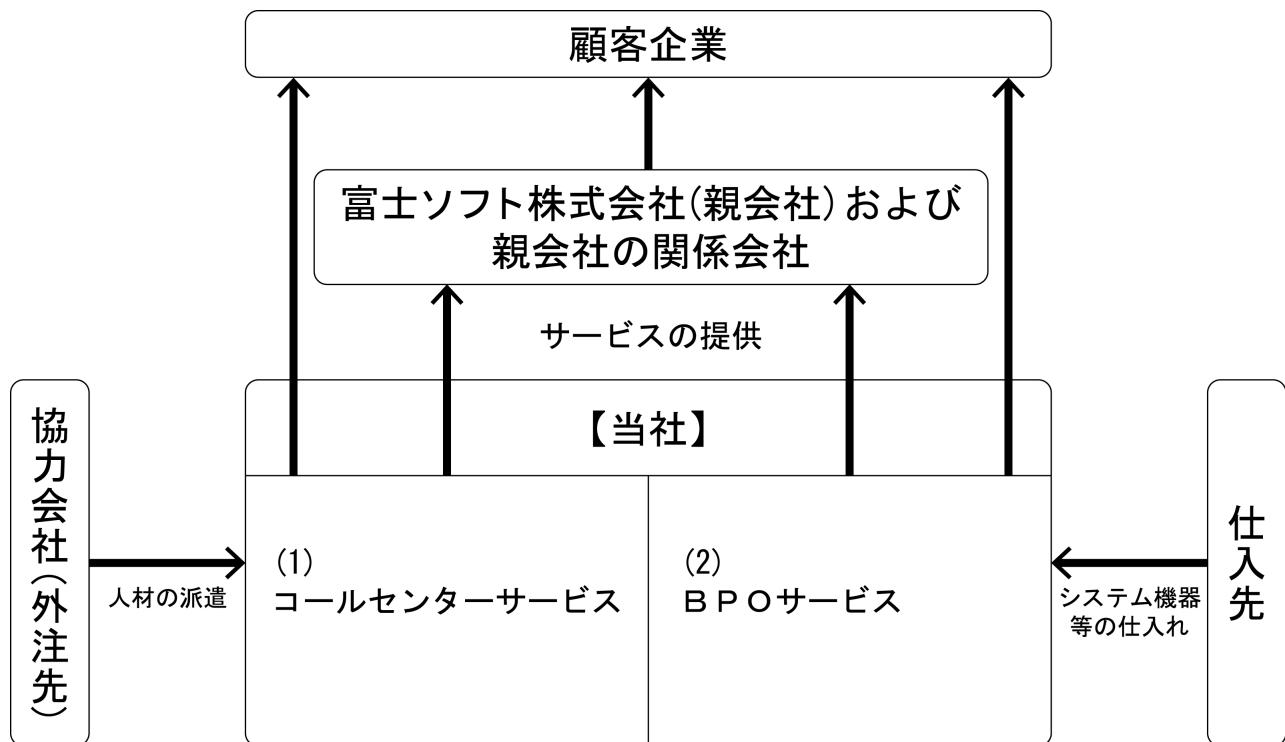 顧客企業
富士ソフト株式会社(親会社)および
親会社の関係会社
サービスの提供
【当社】
協力会社(外注先)
人材の派遣
(1)
コールセンターサービス
(2)
ＢＰＯサービス
システム機器
等の仕入れ
仕入先